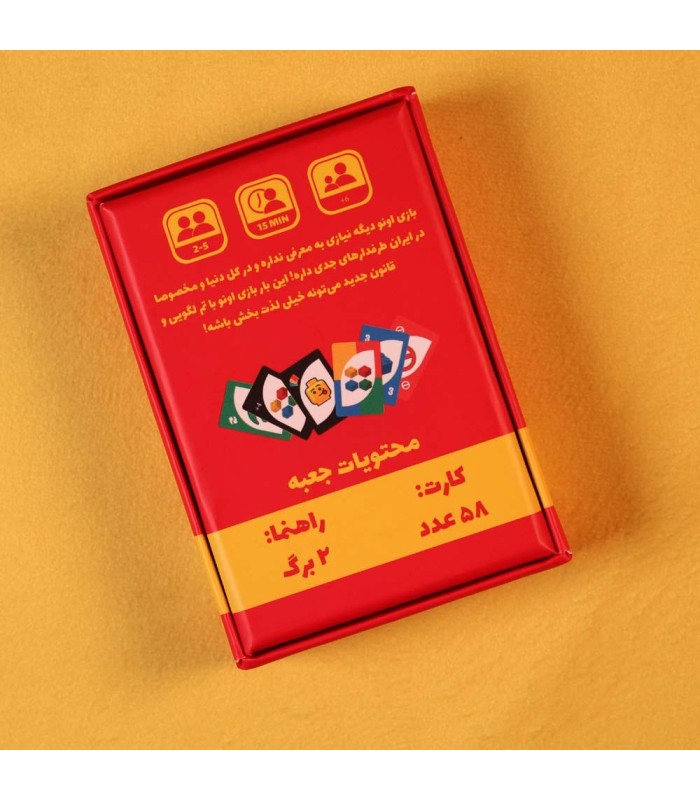 2-5
15 MIN
+6
بازی اونو دیگه نیازی به معرفی نداره و در کل دنیا و مخصوصا
در ایران طرفدارهای جدی داره! این بار بازی اونو با تم لگویی و
قانون جدید می‌تونه خیلی لذت بخش باشه!
محتویات جعبه
کارت:
۵۸ عدد
راهنما:
۲ برگ